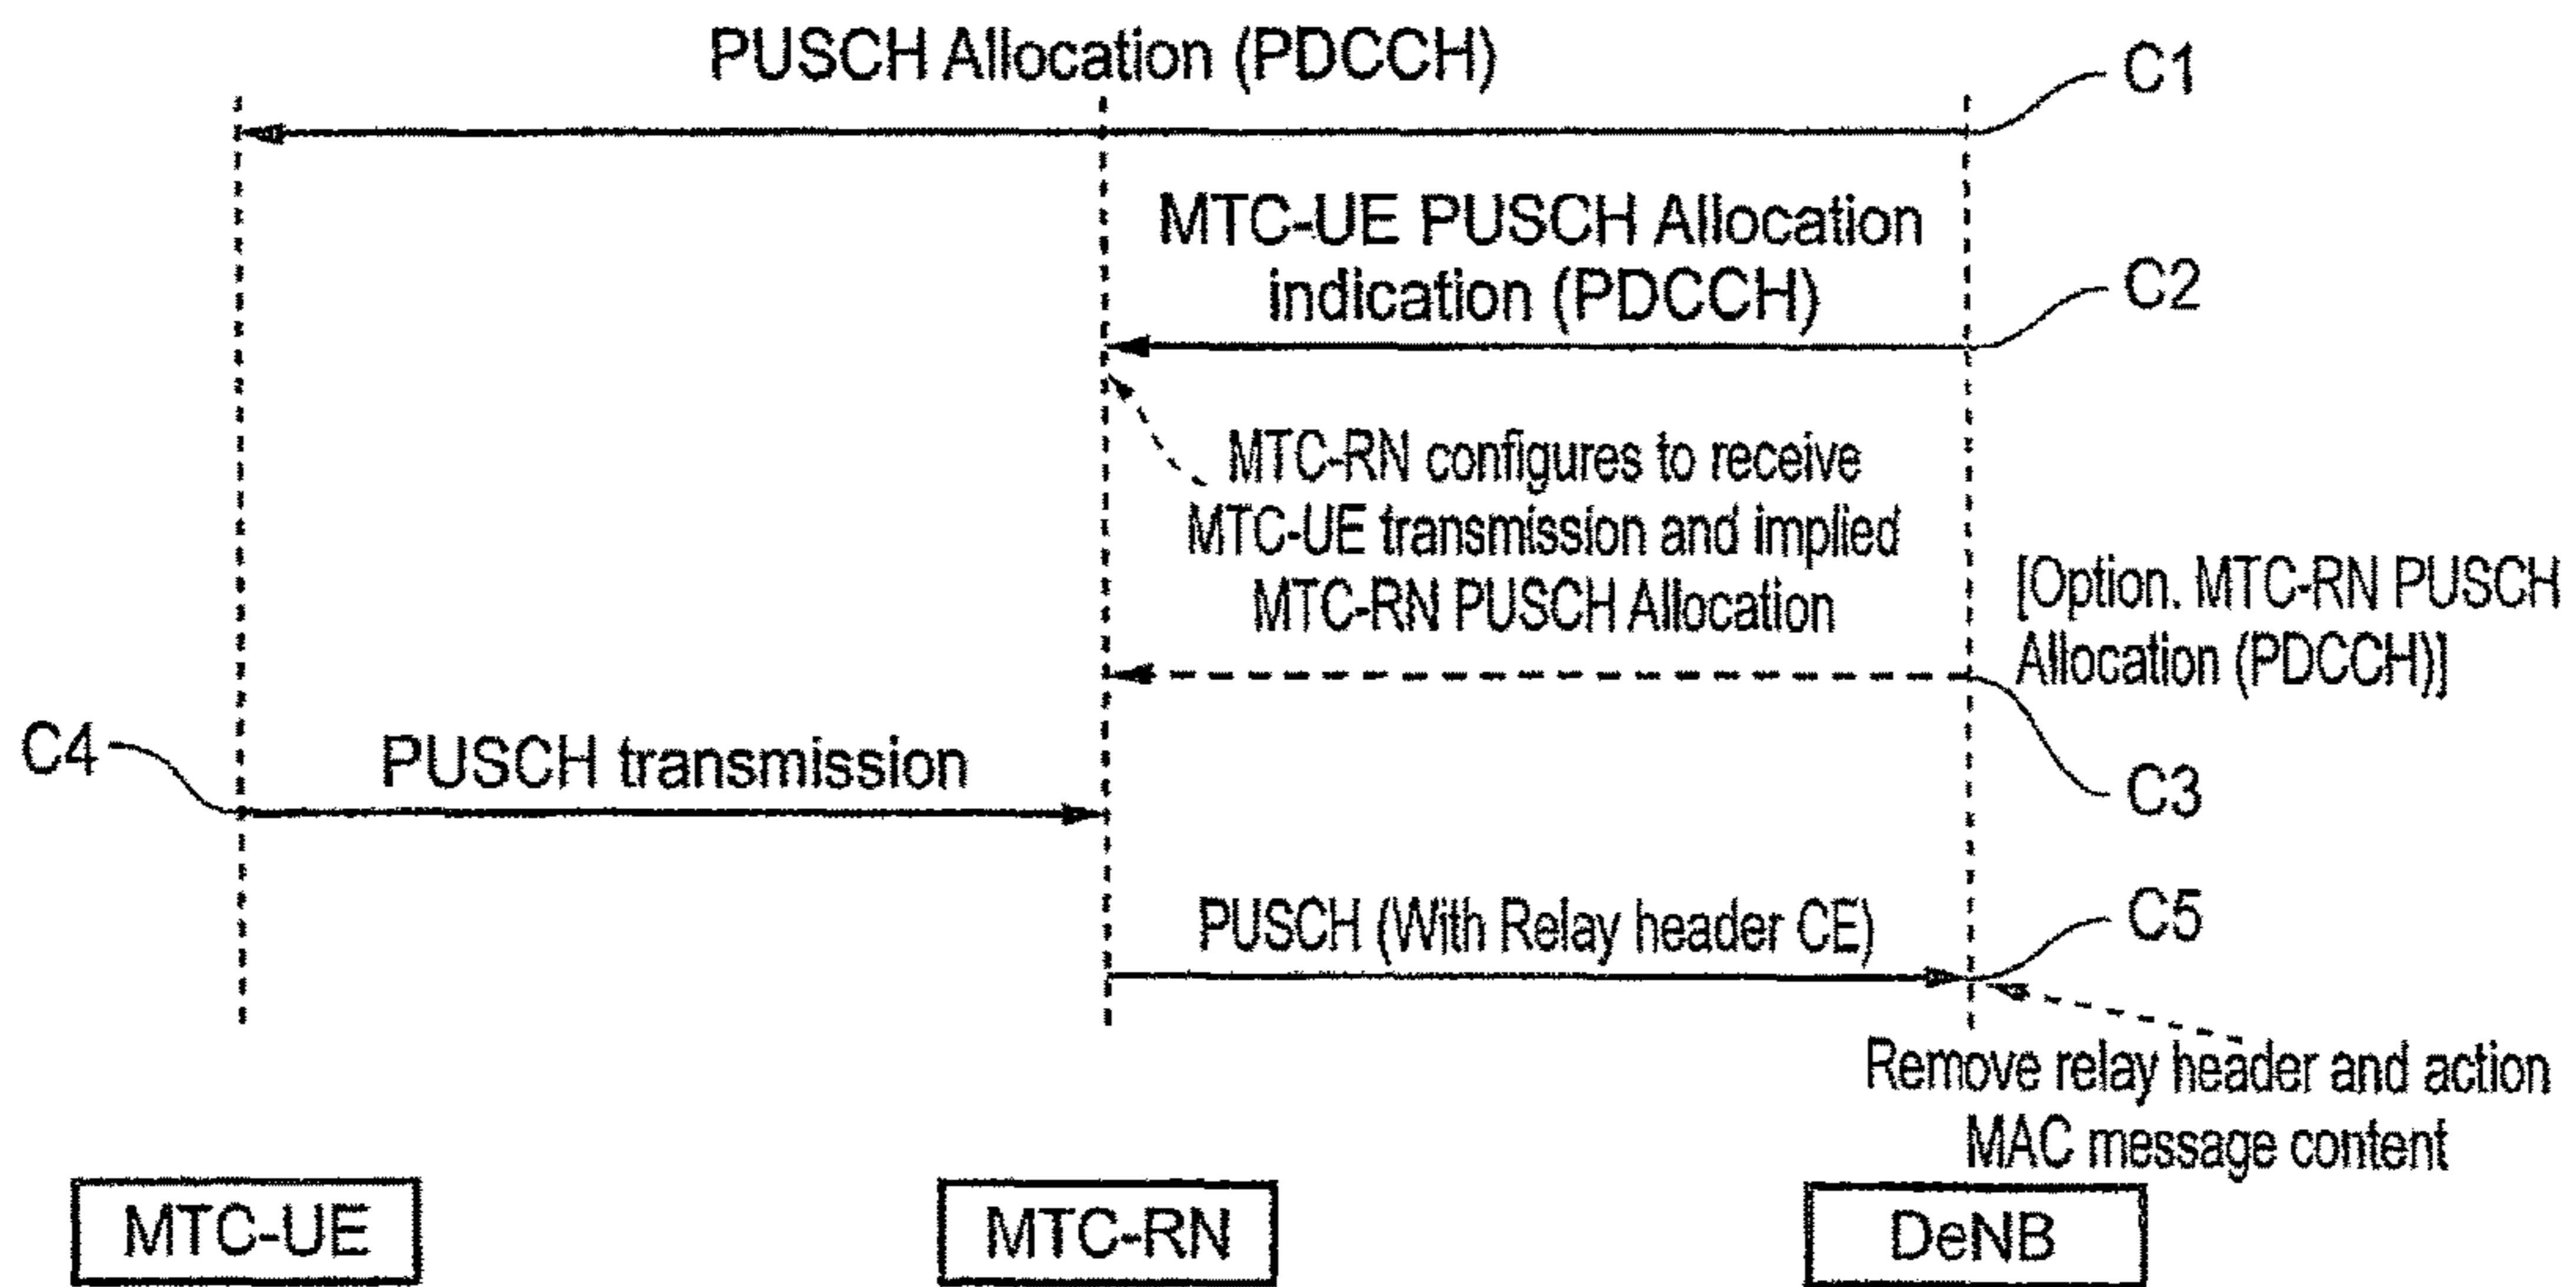 PUSCH Allocation (PDCCH)
C1
MTC-UE PUSCH Allocation
indication (PDCCH)
C2
MTC-RN configures to receive
MTC-UE transmission and implied
MTC-RN PUSCH Allocation
[Option. MTC-RN PUSCH
Allocation (PDCCH)]
C3
C4
PUSCH transmission
PUSCH (With Relay header CE)
C5
Remove relay header and action
MAC message content
MTC-UE
MTC-RN
DeNB